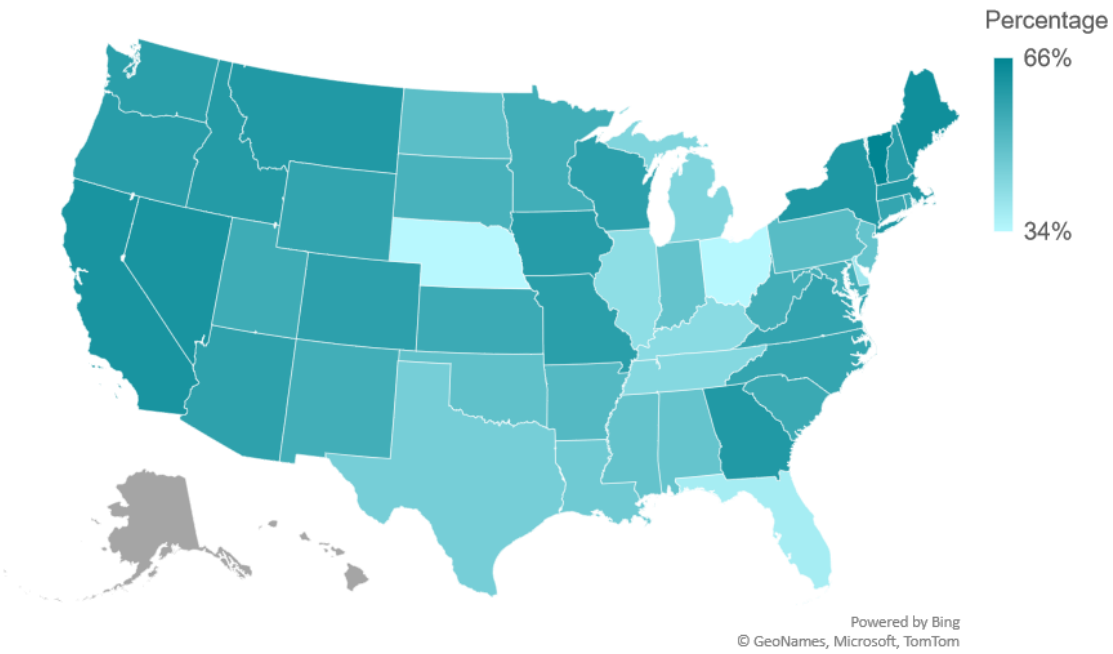 Percentage
66%
34%
Powered by Bing
© GeoNames, Microsoft, TomTom